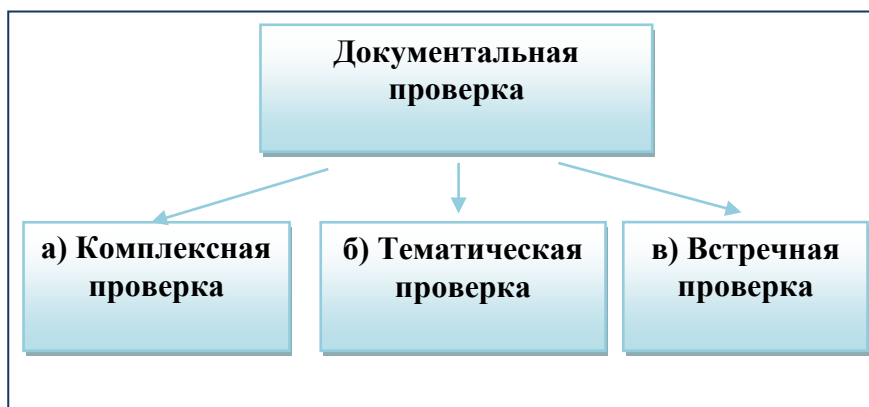 Документальная
проверка
а) Комплексная
проверка
б) Тематическая
проверка
в) Встречная
проверка